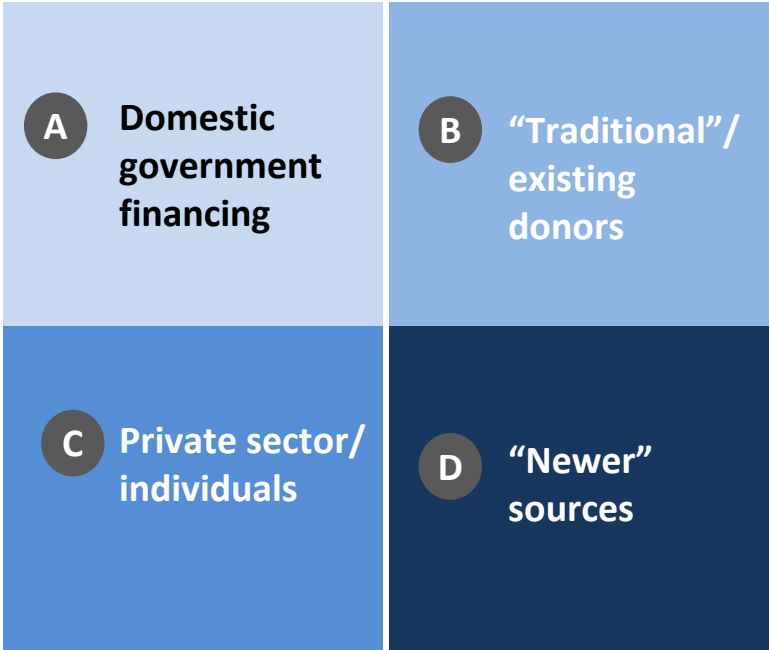 A
Domestic
government
financing
B
“Traditional”/
existing
donors
C
Private sector/
individuals
D
“Newer”
sources